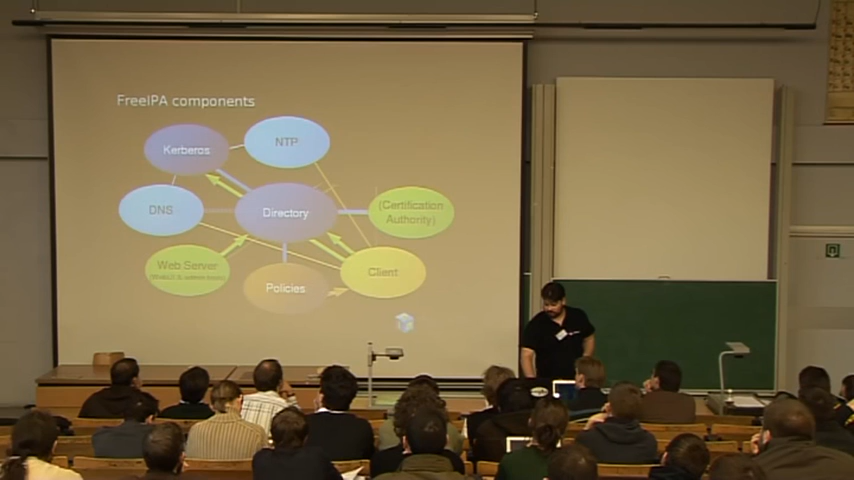 FreeIPA components
Kerberos
NTP
DNS
Directory
(Certification
Authority)
Web Server
Client
Policies